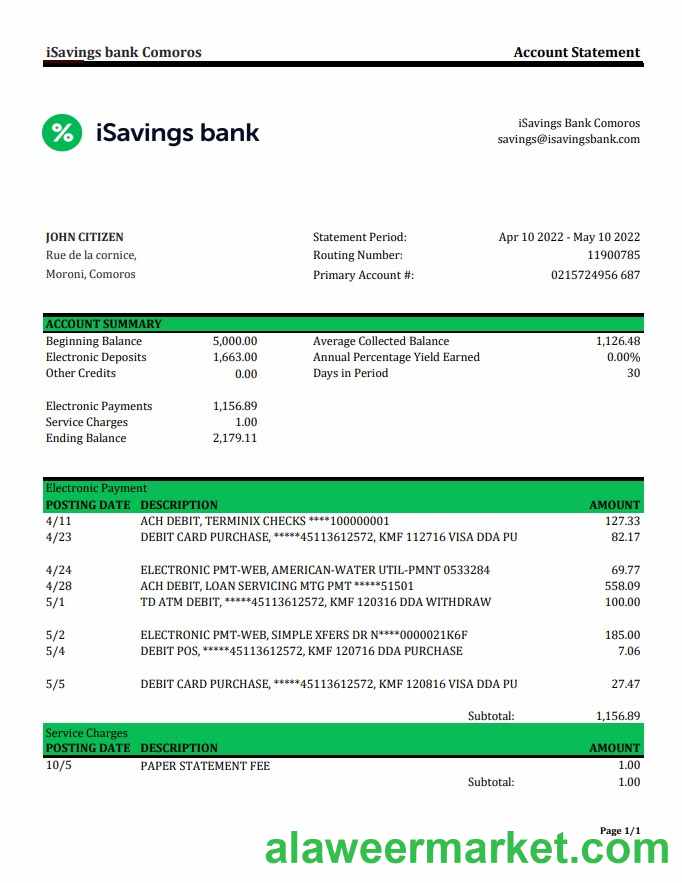 iSavings bank Comoros Account Statement
% iSavings bank
iSavings Bank Comoros
savings@isavingsbank.com
JOHN CITIZEN Statement Period: Apr 10 2022 - May 10 2022
Rue de la cornice, Routing Number: 11900785
Moroni, Comoros Primary Account #: 0215724956 687
ACCOUNT SUMMARY
Beginning Balance 5,000.00 Average Collected Balance 1,126.48
Electronic Deposits 1,663.00 Annual Percentage Yield Earned 0.00%
Other Credits 0.00 Days in Period 30
Electronic Payments 1,156.89
Service Charges 1.00
Ending Balance 2,179.11
Electronic Payment
POSTING DATE DESCRIPTION AMOUNT
4/11 ACH DEBIT, TERMINIX CHECKS ****100000001 127.33
4/23 DEBIT CARD PURCHASE, *****45113612572, KMF 112716 VISA DDA PU 82.17
4/24 ELECTRONIC PMT-WEB, AMERICAN-WATER UTIL-PMNT 0533284 69.77
4/28 ACH DEBIT, LOAN SERVICING MTG PMT *****51501 558.09
5/1 TD ATM DEBIT, *****45113612572, KMF 120316 DDA WITHDRAW 100.00
5/2 ELECTRONIC PMT-WEB, SIMPLE XFERS DR N****0000021K6F 185.00
5/4 DEBIT POS, *****45113612572, KMF 120716 DDA PURCHASE 7.06
5/5 DEBIT CARD PURCHASE, *****45113612572, KMF 120816 VISA DDA PU 27.47
Subtotal: 1,156.89
Service Charges
POSTING DATE DESCRIPTION AMOUNT
10/5 PAPER STATEMENT FEE 1.00
Subtotal: 1.00
Page 1/1
alaweermarket.com